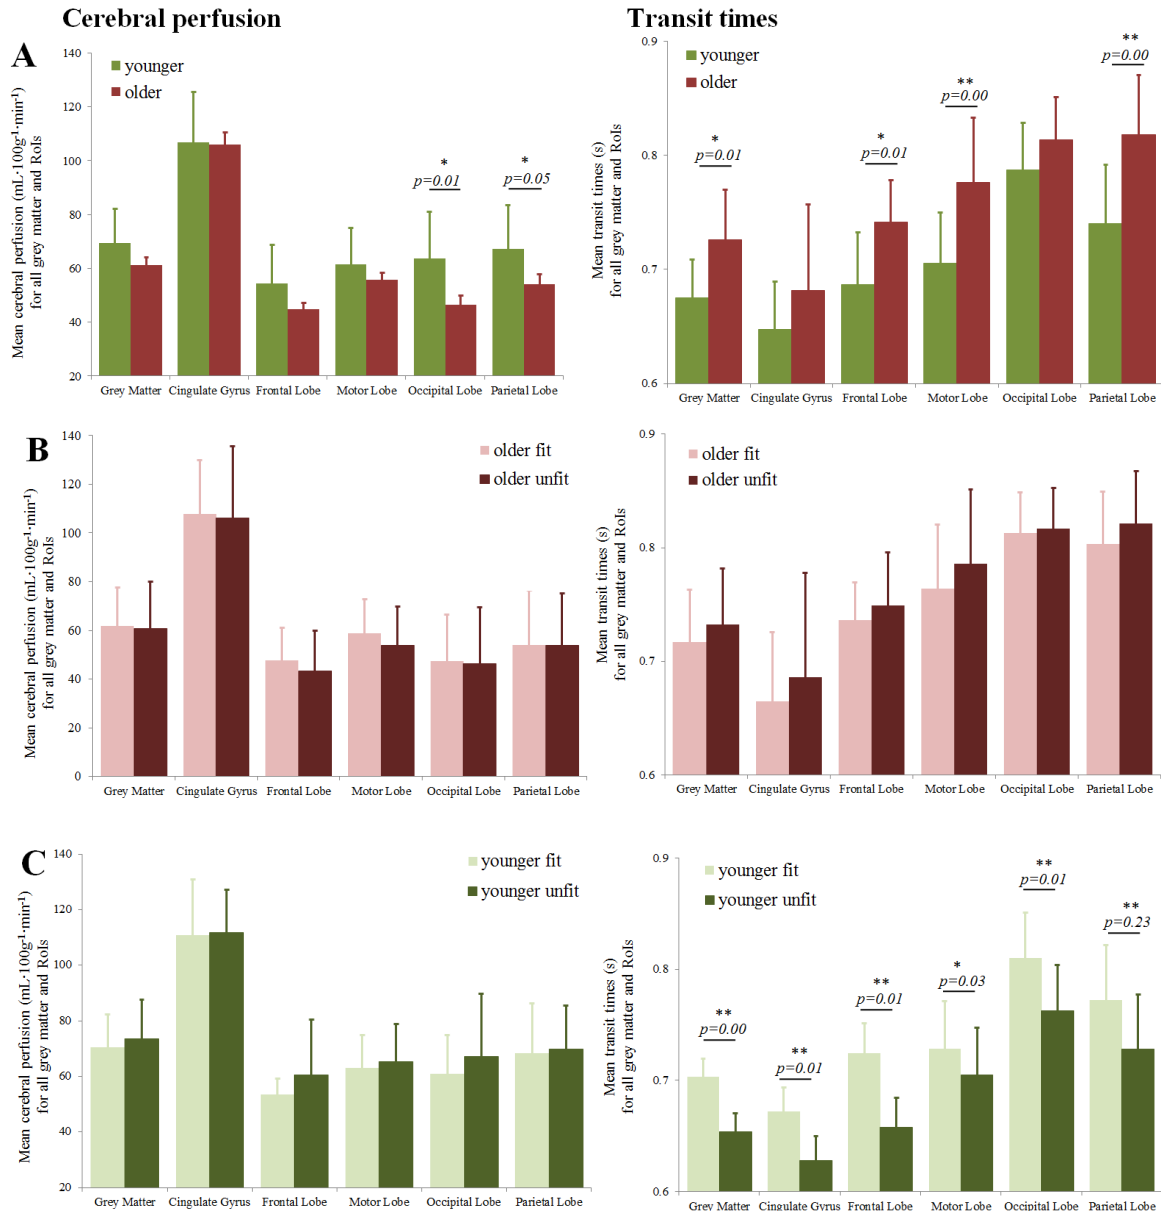 Cerebral perfusion
Transit times
A
Mean cerebral perfusion (mL·100g⁻¹·min⁻¹)
for all grey matter and RoIs
140
120
100
80
60
40
20
younger
older
*
p=0.01
*
p=0.05
Grey Matter Cingulate Gyrus Frontal Lobe Motor Lobe Occipital Lobe Parietal Lobe
Mean transit times (s)
for all grey matter and RoIs
0.9
0.8
0.7
0.6
younger
older
*
p=0.01
*
p=0.01
**
p=0.00
**
p=0.00
Grey Matter Cingulate Gyrus Frontal Lobe Motor Lobe Occipital Lobe Parietal Lobe
B
Mean cerebral perfusion (mL·100g⁻¹·min⁻¹)
for all grey matter and RoIs
140
120
100
80
60
40
20
0
older fit
older unfit
Grey Matter Cingulate Gyrus Frontal Lobe Motor Lobe Occipital Lobe Parietal Lobe
Mean transit times (s)
for all grey matter and RoIs
0.9
0.8
0.7
0.6
older fit
older unfit
Grey Matter Cingulate Gyrus Frontal Lobe Motor Lobe Occipital Lobe Parietal Lobe
C
Mean cerebral perfusion (mL·100g⁻¹·min⁻¹)
for all grey matter and RoIs
140
120
100
80
60
40
20
younger fit
younger unfit
Grey Matter Cingulate Gyrus Frontal Lobe Motor Lobe Occipital Lobe Parietal Lobe
Mean transit times (s)
for all grey matter and RoIs
0.9
0.8
0.7
0.6
younger fit
younger unfit
**
p=0.00
**
p=0.01
**
p=0.01
*
p=0.03
**
p=0.01
**
p=0.23
Grey Matter Cingulate Gyrus Frontal Lobe Motor Lobe Occipital Lobe Parietal Lobe